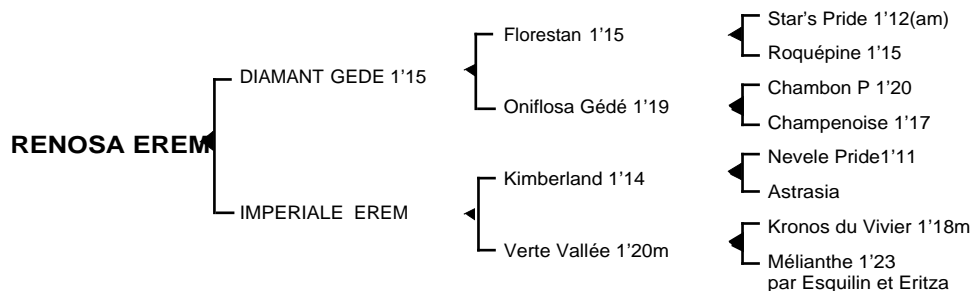 Star's Pride 1'12(am)
Florestan 1'15
Roquépine 1'15
DIAMANT GEDE 1'15
Chambon P 1'20
Oniflosa Gédé 1'19
Champenoise 1'17
RENOSA EREM
Nevele Pride1'11
Kimberland 1'14
Astrasia
IMPERIALE EREM
Kronos du Vivier 1'18m
Verte Vallée 1'20m
Mélianthe 1'23
par Esquilin et Eritza